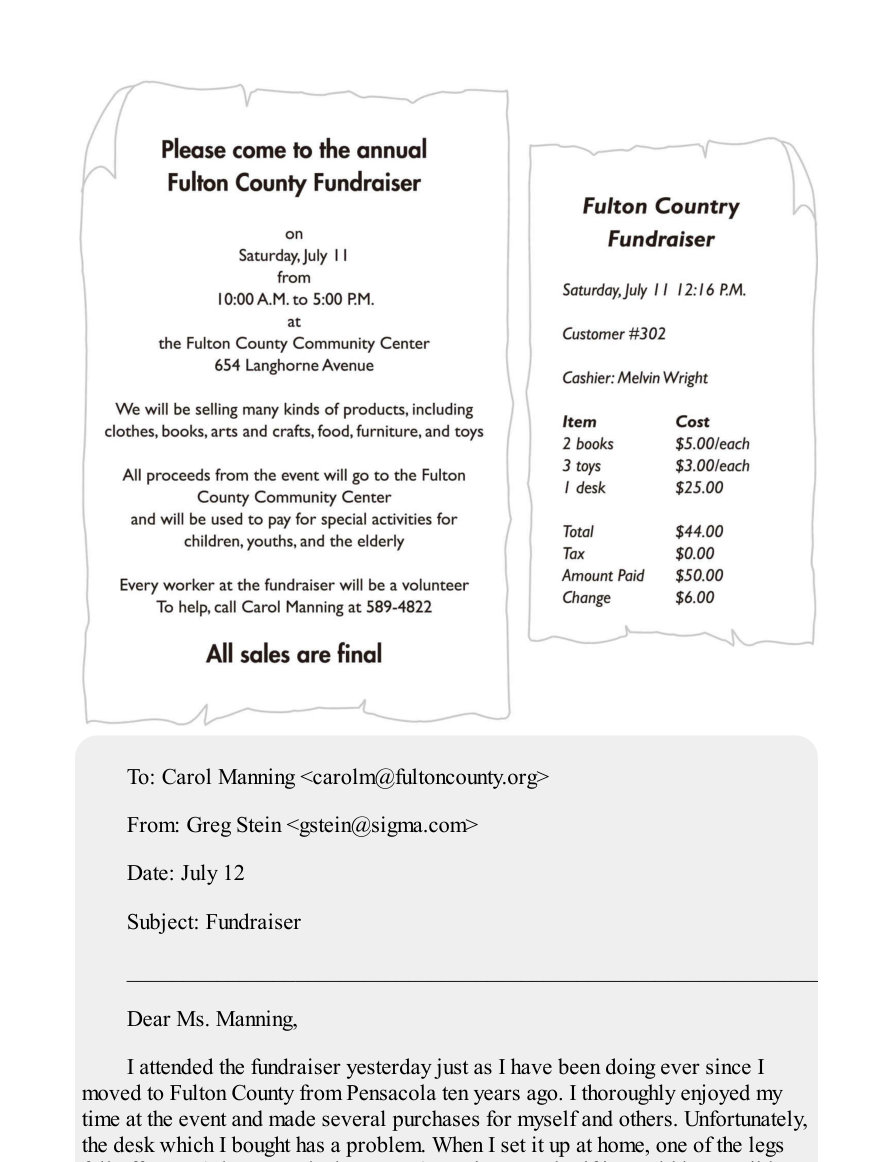 Please come to the annual
Fulton County Fundraiser
on
Saturday, July 11
from
10:00 A.M. to 5:00 P.M.
at
the Fulton County Community Center
654 Langhorne Avenue
We will be selling many kinds of products, including
clothes, books, arts and crafts, food, furniture, and toys
All proceeds from the event will go to the Fulton
County Community Center
and will be used to pay for special activities for
children, youths, and the elderly
Every worker at the fundraiser will be a volunteer
To help, call Carol Manning at 589-4822
All sales are final
Fulton Country
Fundraiser
Saturday, July 11 12:16 P.M.
Customer #302
Cashier: Melvin Wright
Item Cost
2 books $5.00/each
3 toys $3.00/each
1 desk $25.00
Total $44.00
Tax $0.00
Amount Paid $50.00
Change $6.00
To: Carol Manning <carolm@fultoncounty.org>
From: Greg Stein <gstein@sigma.com>
Date: July 12
Subject: Fundraiser
Dear Ms. Manning,
I attended the fundraiser yesterday just as I have been doing ever since I
moved to Fulton County from Pensacola ten years ago. I thoroughly enjoyed my
time at the event and made several purchases for myself and others. Unfortunately,
the desk which I bought has a problem. When I set it up at home, one of the legs